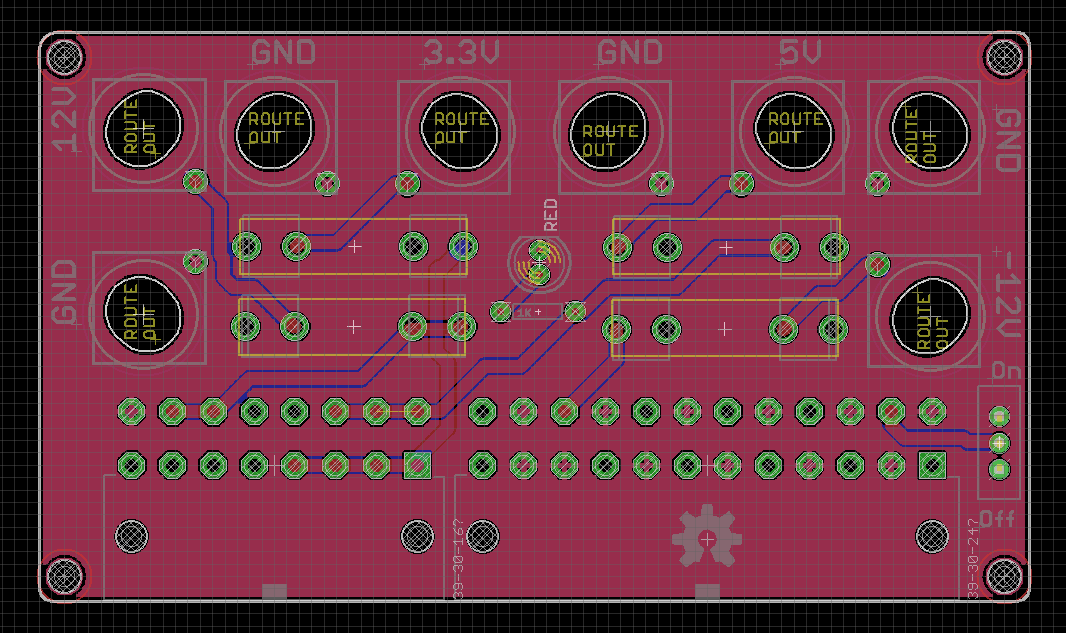 GND
3.3V
GND
5V
12V
ROUTE
OUT
ROUTE
OUT
ROUTE
OUT
ROUTE
OUT
ROUTE
OUT
ROUTE
OUT
GND
RED
GND
ROUTE
OUT
1K
ROUTE
OUT
-12V
On
Off
39-30-167
39-30-247